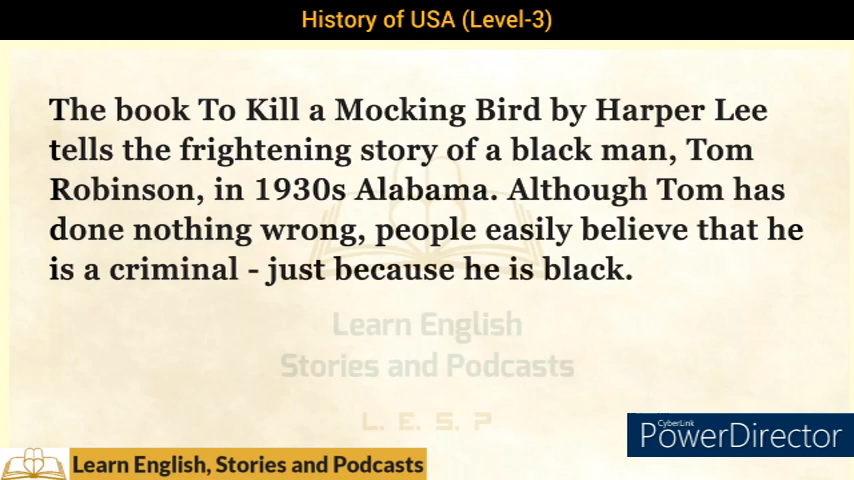 History of USA (Level-3)
The book To Kill a Mocking Bird by Harper Lee
tells the frightening story of a black man, Tom
Robinson, in 1930s Alabama. Although Tom has
done nothing wrong, people easily believe that he
is a criminal - just because he is black.
Learn English
Stories and Podcasts
L. E. S. P
CyberLink
PowerDirector
Learn English, Stories and Podcasts